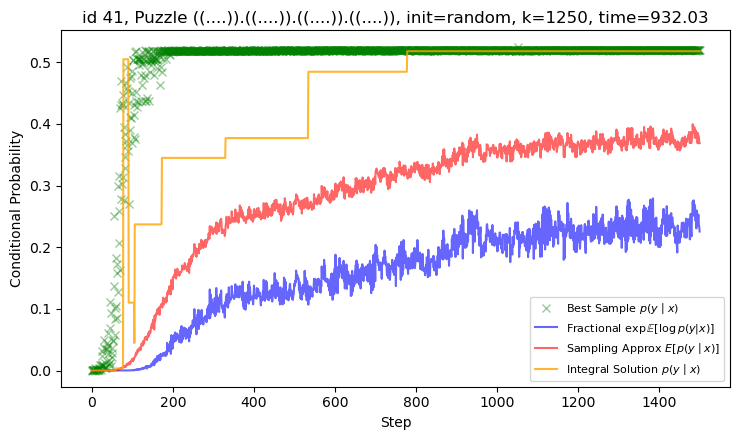 id 41, Puzzle ((....)).((....)).((....)).((....)), init=random, k=1250, time=932.03
Conditional Probability
0.5
0.4
0.3
0.2
0.1
0.0
Best Sample p(y | x)
Fractional exp𝔼[log p(y|x)]
Sampling Approx E[p(y | x)]
Integral Solution p(y | x)
0 200 400 600 800 1000 1200 1400
Step